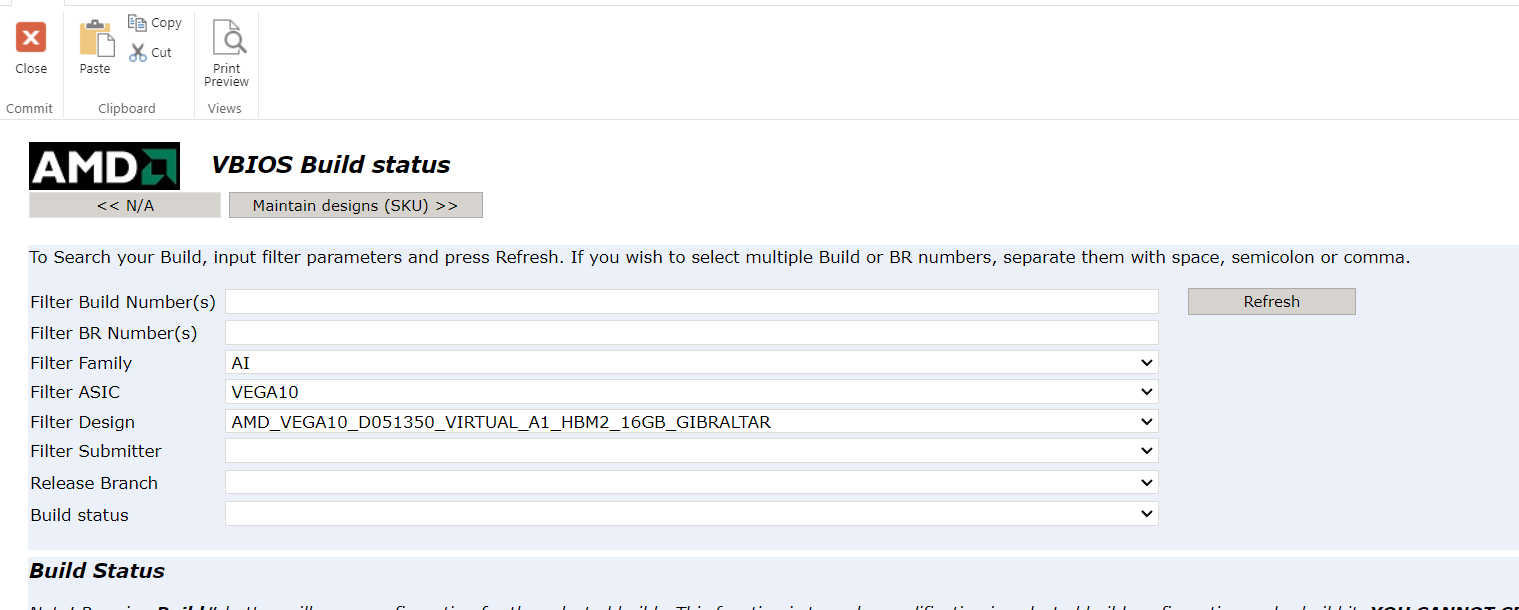 Close
Paste
Copy
Cut
Print
Preview
Commit
Clipboard
Views
AMD
VBIOS Build status
<< N/A
Maintain designs (SKU) >>
To Search your Build, input filter parameters and press Refresh. If you wish to select multiple Build or BR numbers, separate them with space, semicolon or comma.
Filter Build Number(s)
Refresh
Filter BR Number(s)
Filter Family AI
Filter ASIC VEGA10
Filter Design AMD_VEGA10_D051350_VIRTUAL_A1_HBM2_16GB_GIBRALTAR
Filter Submitter
Release Branch
Build status
Build Status